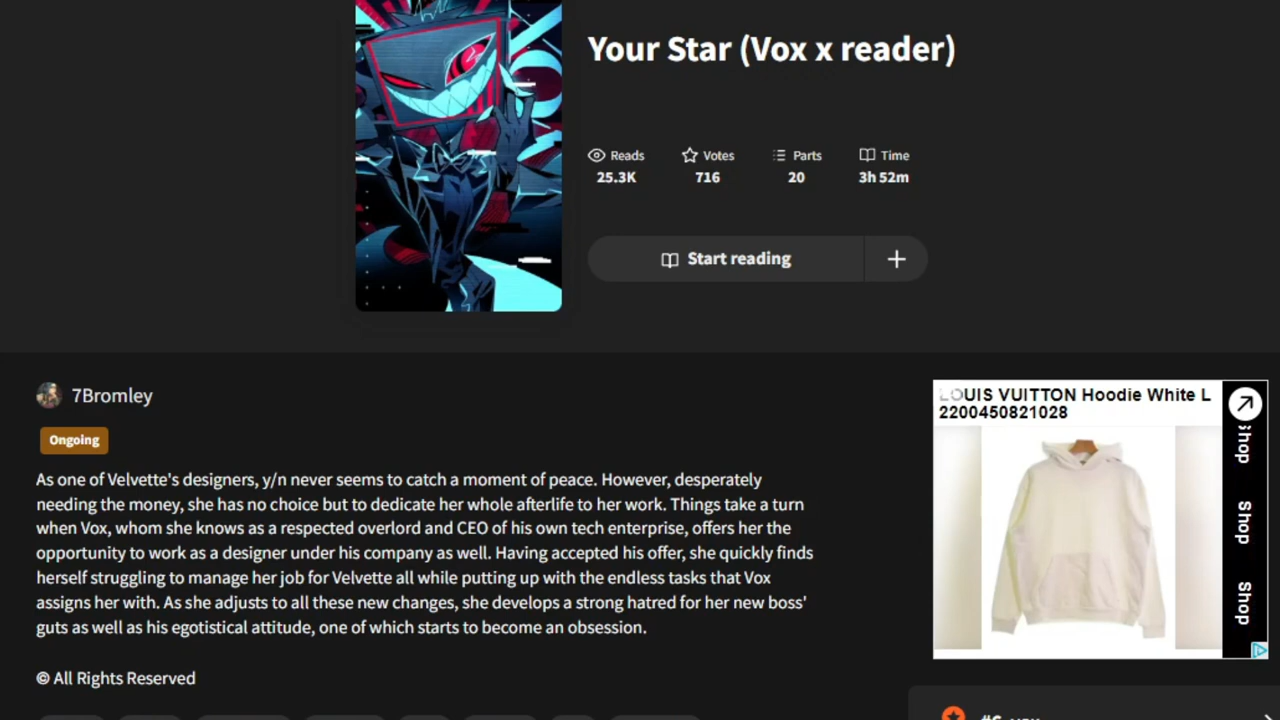 Your Star (Vox x reader)
Reads
Votes
Parts
Time
25.3K
716
20
3h 52m
Start reading
7Bromley
Ongoing
As one of Velvette's designers, y/n never seems to catch a moment of peace. However, desperately
needing the money, she has no choice but to dedicate her whole afterlife to her work. Things take a turn
when Vox, whom she knows as a respected overlord and CEO of his own tech enterprise, offers her the
opportunity to work as a designer under his company as well. Having accepted his offer, she quickly finds
herself struggling to manage her job for Velvette all while putting up with the endless tasks that Vox
assigns her with. As she adjusts to all these new changes, she develops a strong hatred for her new boss'
guts as well as his egotistical attitude, one of which starts to become an obsession.
© All Rights Reserved
LOUIS VUITTON Hoodie White L
2200450821028
Shop
Shop
Shop